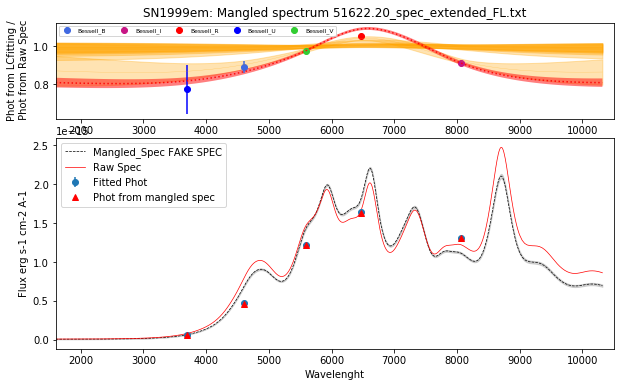 SN1999em: Mangled spectrum 51622.20_spec_extended_FL.txt
Phot from LCfitting /
Phot from Raw Spec
1.0
0.8
Bessell_B
Bessell_I
Bessell_R
Bessell_U
Bessell_V
2000 3000 4000 5000 6000 7000 8000 9000 10000
Flux erg s-1 cm-2 A-1
2.5
2.0
1.5
1.0
0.5
0.0
Mangled_Spec FAKE SPEC
Raw Spec
Fitted Phot
Phot from mangled spec
2000 3000 4000 5000 6000 7000 8000 9000 10000
Wavelenght